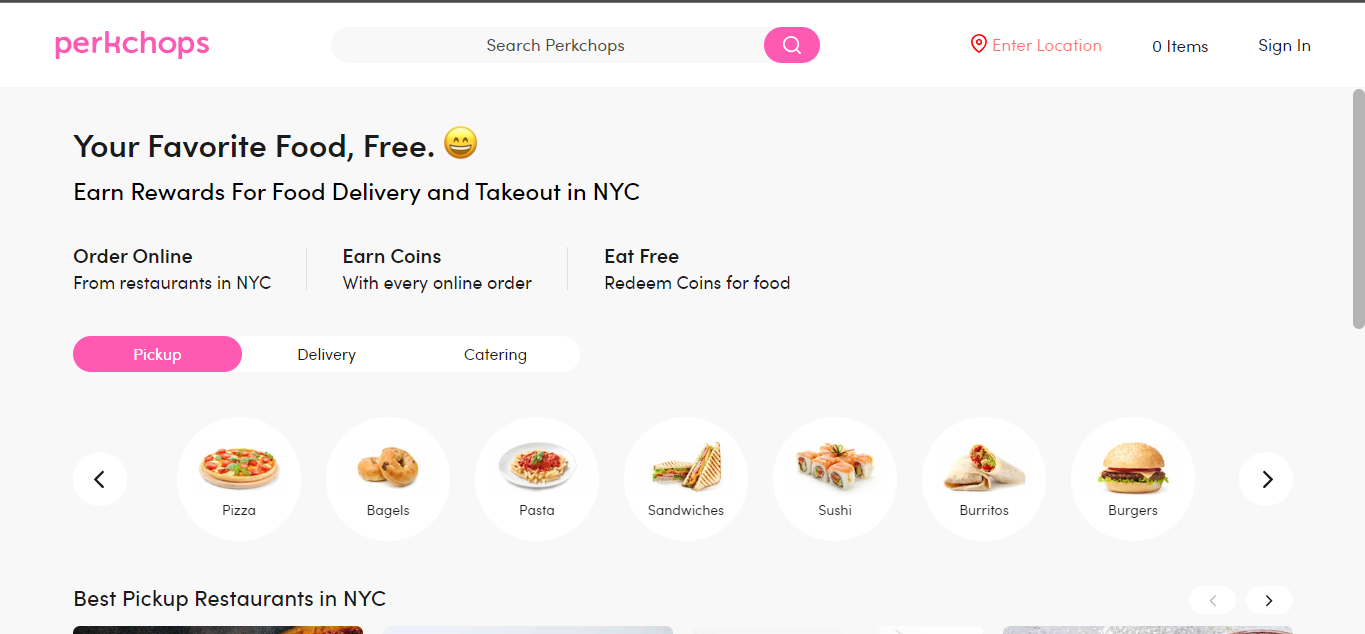 perkchops
Search Perkchops
Enter Location
0 Items
Sign In
Your Favorite Food, Free. 😄
Earn Rewards For Food Delivery and Takeout in NYC
Order Online
From restaurants in NYC
Earn Coins
With every online order
Eat Free
Redeem Coins for food
Pickup
Delivery
Catering
Pizza
Bagels
Pasta
Sandwiches
Sushi
Burritos
Burgers
Best Pickup Restaurants in NYC